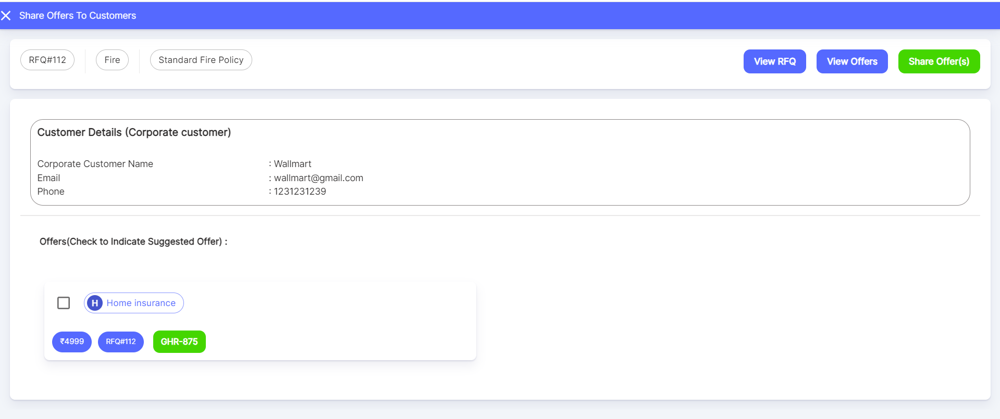 Share Offers To Customers
RFQ#112 Fire Standard Fire Policy View RFQ View Offers Share Offer(s)
Customer Details (Corporate customer)
Corporate Customer Name : Wallmart
Email : wallmart@gmail.com
Phone : 1231231239
Offers(Check to Indicate Suggested Offer) :
H Home insurance
₹4999 RFQ#112 GHR-875